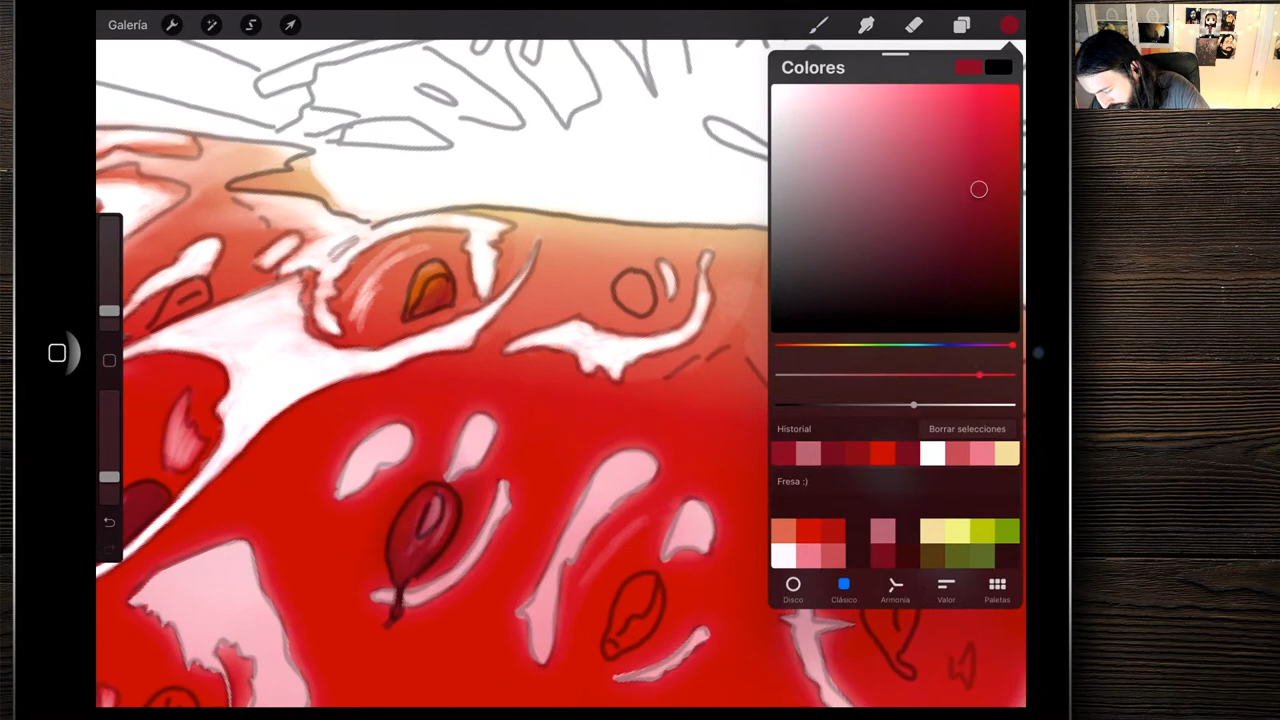 Galería
Colores
Historial
Borrar selecciones
Fresa :)
Disco
Clásico
Armonía
Valor
Paletas